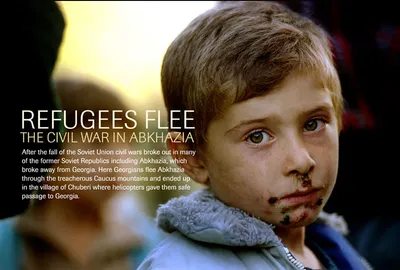 REFUGEES FLEE
THE CIVIL WAR IN ABKHAZIA
After the fall of the Soviet Union civil wars broke out in many
of the former Soviet Republics including Abkhazia, which
broke away from Georgia. Here Georgians flee Abkhazia
through the treacherous Caucus mountains and ended up
in the village of Chuberi where helicopters gave them safe
passage to Georgia.